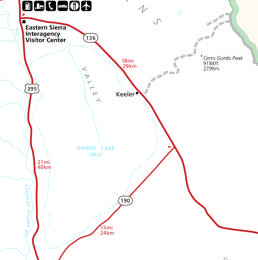 N
S
Eastern Sierra
Interagency
Visitor Center
136
18mi
29km
Cerro Gordo Peak
9184ft
2799m
VALLEY
395
Keeler
OWENS LAKE
(dry)
21mi
40km
190
15mi
24km